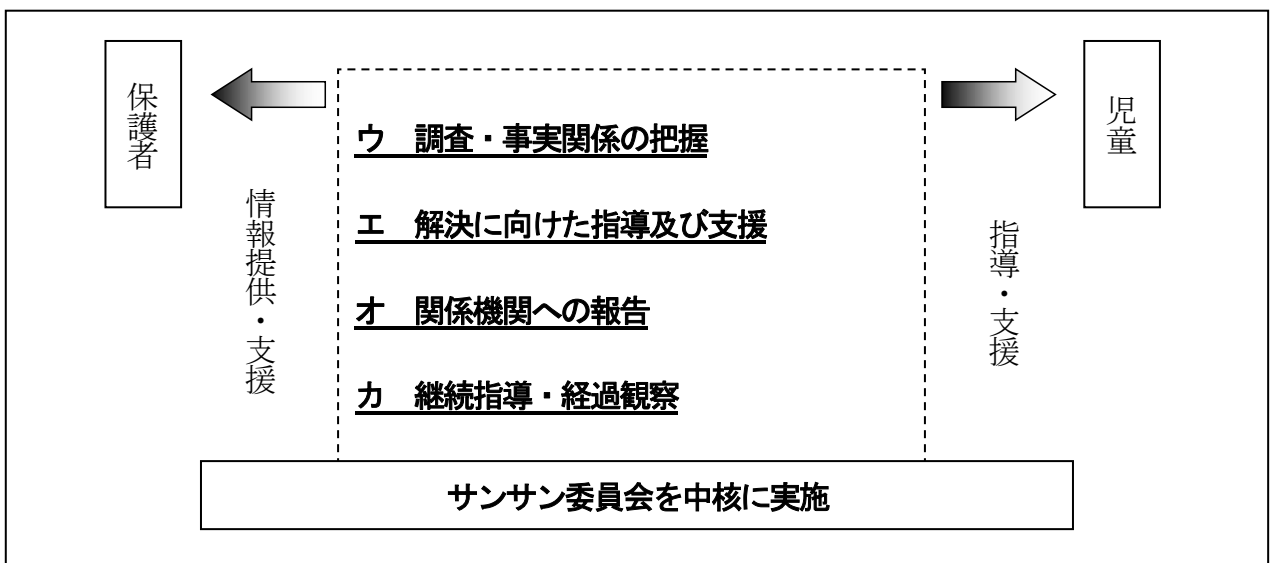 保護者
情報提供・支援
ウ　調査・事実関係の把握
エ　解決に向けた指導及び支援
オ　関係機関への報告
カ　継続指導・経過観察
児童
指導・支援
サンサン委員会を中核に実施